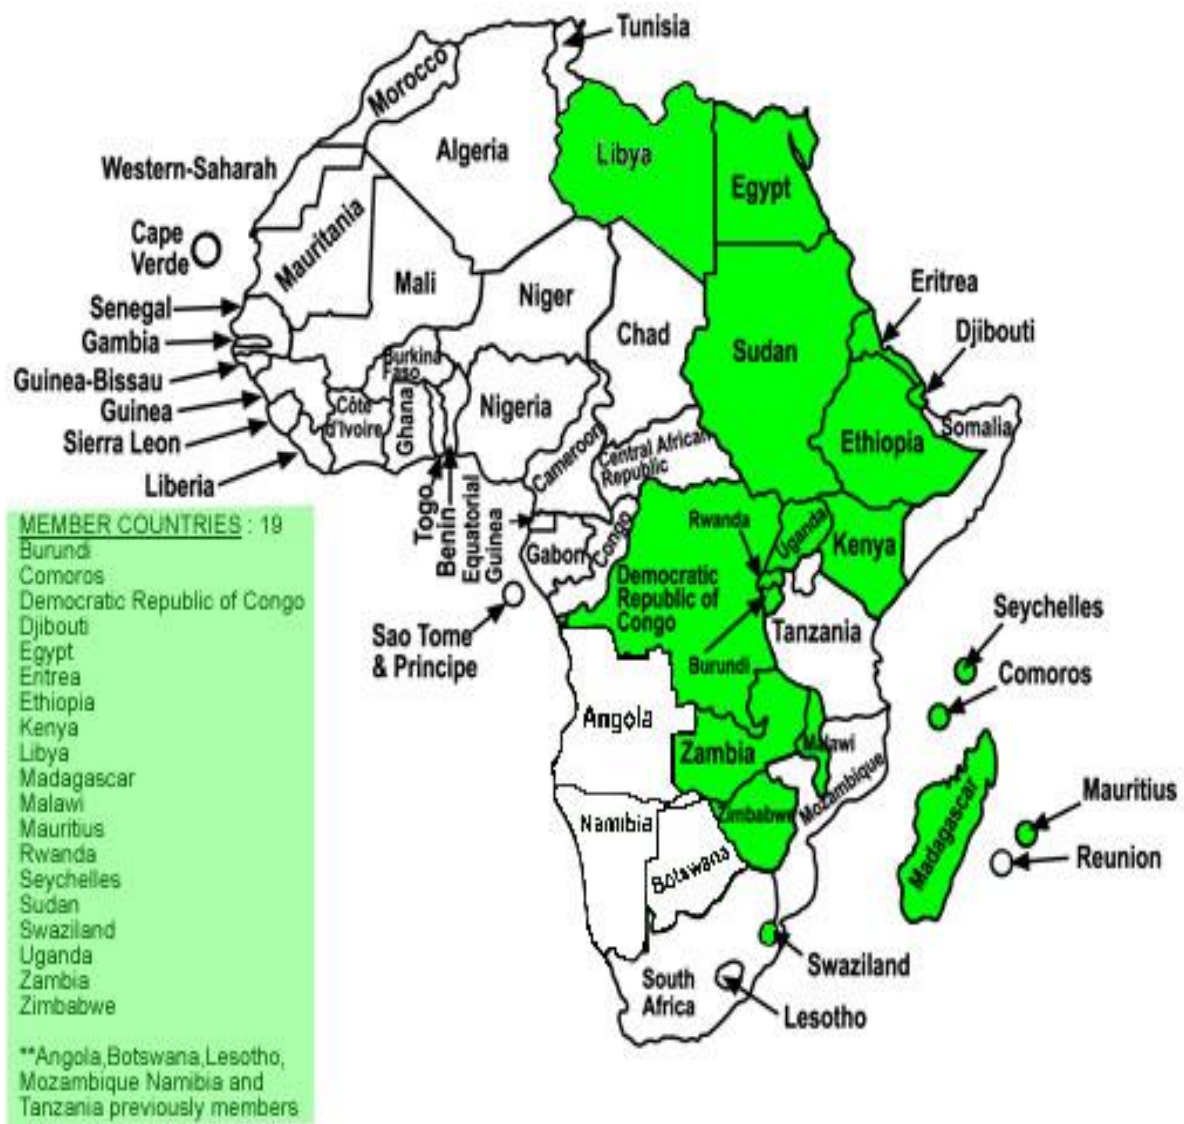 Tunisia
Morocco
Algeria
Libya
Egypt
Western-Saharah
Cape
Verde
Mauritania
Mali
Niger
Chad
Sudan
Eritrea
Djibouti
Senegal
Gambia
Guinea-Bissau
Guinea
Sierra Leon
Liberia
Burkina
Faso
Côte
d'Ivoire
Ghana
Togo
Benin
Nigeria
Cameroon
Central African
Republic
Ethiopia
Somalia
Equatorial
Guinea
Gabon
Congo
Rwanda
Uganda
Kenya
Democratic
Republic of
Congo
Burundi
Tanzania
Sao Tome
& Principe
Seychelles
Comoros
Angola
Zambia
Malawi
Mozambique
Zimbabwe
Namibia
Botswana
Madagascar
Mauritius
Reunion
Swaziland
South
Africa
Lesotho
MEMBER COUNTRIES : 19
Burundi
Comoros
Democratic Republic of Congo
Djibouti
Egypt
Eritrea
Ethiopia
Kenya
Libya
Madagascar
Malawi
Mauritius
Rwanda
Seychelles
Sudan
Swaziland
Uganda
Zambia
Zimbabwe
**Angola,Botswana,Lesotho,
Mozambique Namibia and
Tanzania previously members